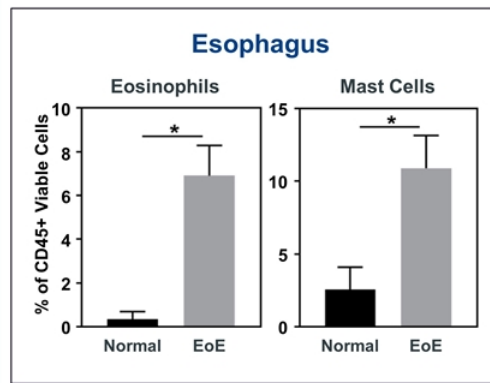 Esophagus
Eosinophils
Mast Cells
% of CD45+ Viable Cells
10
8
6
4
2
0
*
Normal
EoE
15
10
5
0
*
Normal
EoE